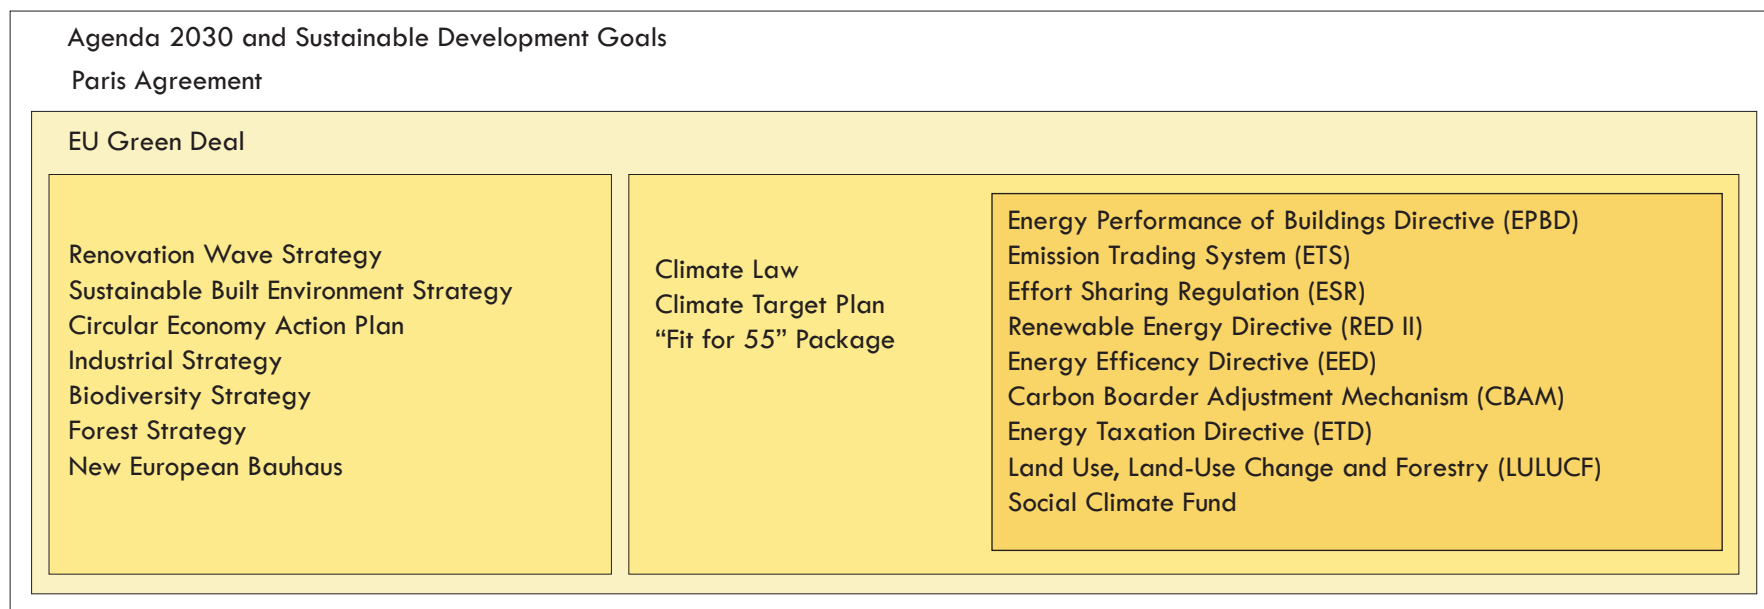 Agenda 2030 and Sustainable Development Goals
Paris Agreement
EU Green Deal
Renovation Wave Strategy
Sustainable Built Environment Strategy
Circular Economy Action Plan
Industrial Strategy
Biodiversity Strategy
Forest Strategy
New European Bauhaus
Climate Law
Climate Target Plan
“Fit for 55” Package
Energy Performance of Buildings Directive (EPBD)
Emission Trading System (ETS)
Effort Sharing Regulation (ESR)
Renewable Energy Directive (RED II)
Energy Efficency Directive (EED)
Carbon Boarder Adjustment Mechanism (CBAM)
Energy Taxation Directive (ETD)
Land Use, Land-Use Change and Forestry (LULUCF)
Social Climate Fund